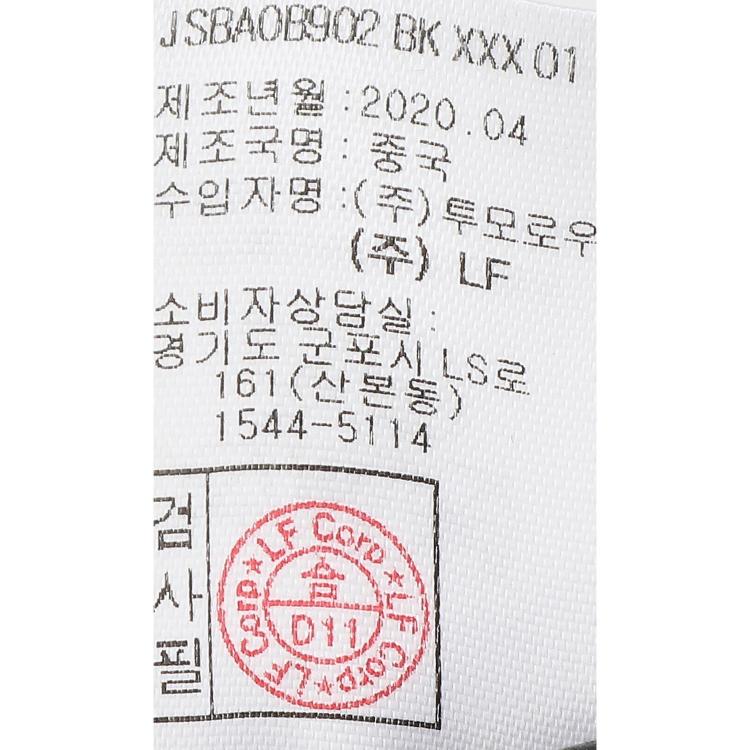 JSBA0B902 BK XXX 01
제조년월 : 2020.04
제조국명 : 중국
수입자명 : (주)투모로우
(주) LF
소비자상담실 :
경기도 군포시 LS로
161(산본동)
1544-5114
검사필
LF Corp ★ LF Corp ★ LF Corp ★
D11